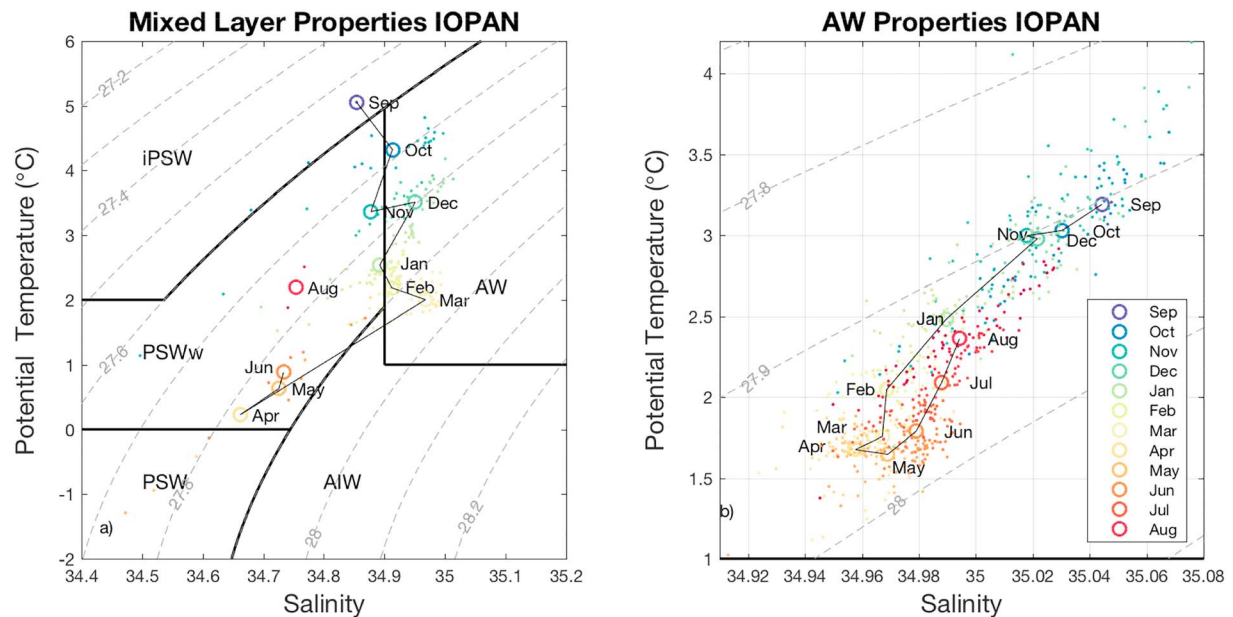 Mixed Layer Properties IOPAN
6
5
4
3
2
1
0
-1
-2
34.4
34.5
34.6
34.7
34.8
34.9
35
35.1
35.2
Potential Temperature (°C)
Salinity
27.2
27.4
27.6
27.8
28
28.2
iPSW
PSWw
PSW
AIW
AW
Sep
Oct
Nov
Dec
Jan
Feb
Mar
Aug
Jun
May
Apr
a)
AW Properties IOPAN
4
3.5
3
2.5
2
1.5
1
34.92
34.94
34.96
34.98
35
35.02
35.04
35.06
35.08
Potential Temperature (°C)
Salinity
27.8
27.9
28
Sep
Oct
Nov
Dec
Jan
Aug
Jul
Feb
Mar
Apr
Jun
May
b)
Sep
Oct
Nov
Dec
Jan
Feb
Mar
Apr
May
Jun
Jul
Aug